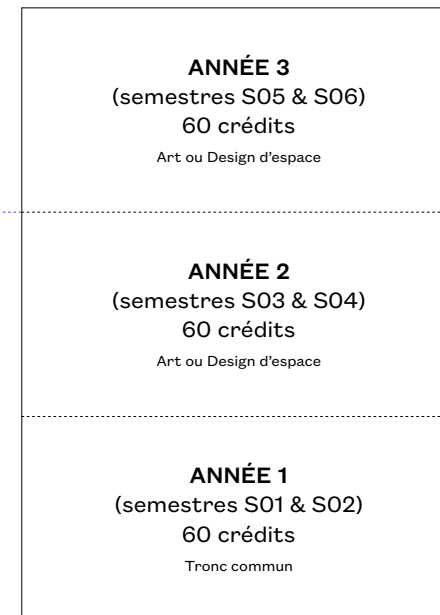 ANNÉE 3
(semestres S05 & S06)
60 crédits
Art ou Design d’espace
ANNÉE 2
(semestres S03 & S04)
60 crédits
Art ou Design d’espace
ANNÉE 1
(semestres S01 & S02)
60 crédits
Tronc commun